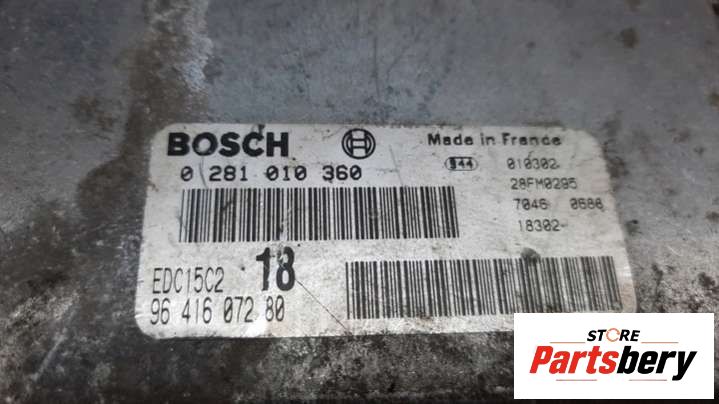 BOSCH
Made in France
0 281 010 360
S44 010302
28FM0295
7046 0686
18302-
EDC15C2 18
96 416 072 80
STORE
Partsbery